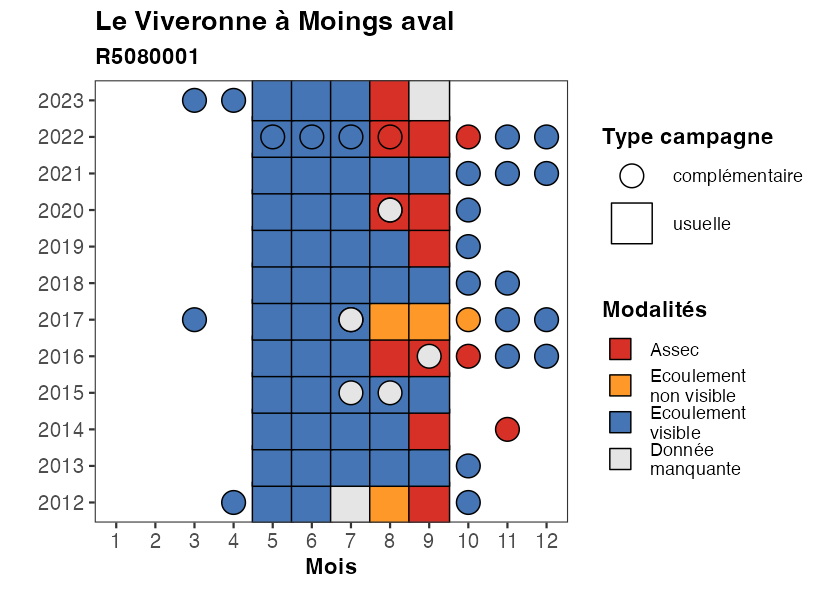 Le Viveronne à Moings aval
R5080001
2023
2022
2021
2020
2019
2018
2017
2016
2015
2014
2013
2012
1 2 3 4 5 6 7 8 9 10 11 12
Mois
Type campagne
complémentaire
usuelle
Modalités
Assec
Ecoulement
non visible
Ecoulement
visible
Donnée
manquante